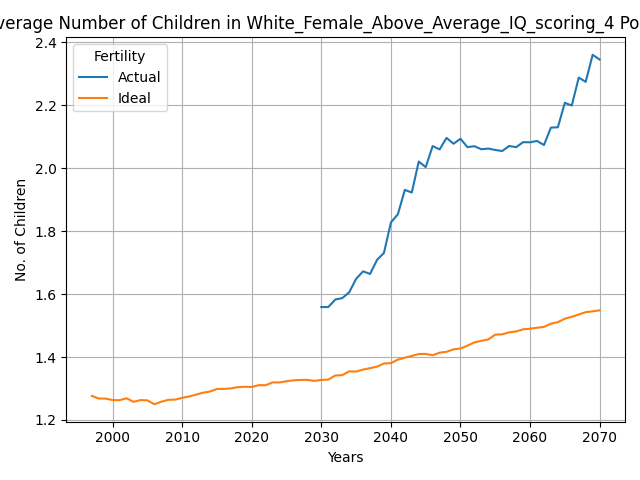 verage Number of Children in White_Female_Above_Average_IQ_scoring_4 Po
Fertility
Actual
Ideal
No. of Children
2.4
2.2
2.0
1.8
1.6
1.4
1.2
2000 2010 2020 2030 2040 2050 2060 2070
Years